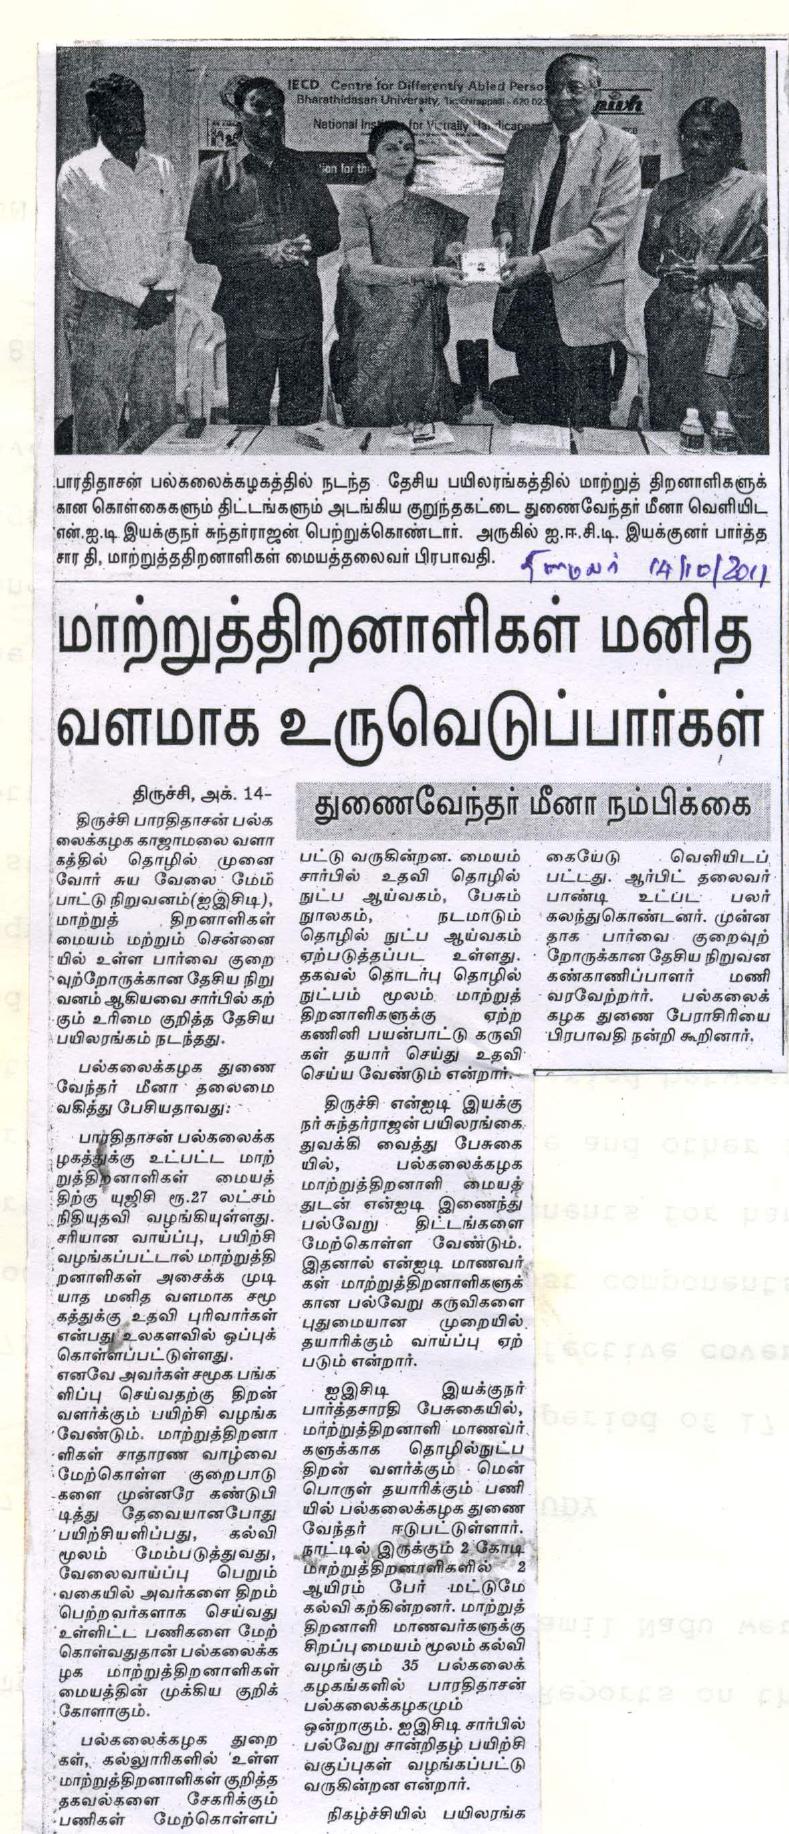 IECD Centre for Differently Abled Perso
Bharathidasan University, Tiruchirappalli - 620 023
National Institute for Visually Handicapped
பாரதிதாசன் பல்கலைக்கழகத்தில் நடந்த தேசிய பயிலரங்கத்தில் மாற்றுத் திறனாளிகளுக்
கான கொள்கைகளும் திட்டங்களும் அடங்கிய குறுந்தகட்டை துணைவேந்தர் மீனா வெளியிட
என்.ஐ.டி இயக்குநர் சுந்தர்ராஜன் பெற்றுக்கொண்டார். அருகில் ஐ.ஈ.சி.டி. இயக்குனர் பார்த்த
சார தி, மாற்றுத்ததிறனாளிகள் மையத்தலைவர் பிரபாவதி.
தினமலர் 14/10/2011
மாற்றுத்திறனாளிகள் மனித
வளமாக உருவெடுப்பார்கள்
துணைவேந்தர் மீனா நம்பிக்கை
திருச்சி, அக். 14-
திருச்சி பாரதிதாசன் பல்க
லைக்கழக காஜாமலை வளா
கத்தில் தொழில் முனை
வோர் சுய வேலை மேம்
பாட்டு நிறுவனம்(ஐஇசிடி),
மாற்றுத் திறனாளிகள்
மையம் மற்றும் சென்னை
யில் உள்ள பார்வை குறை
வுற்றோருக்கான தேசிய நிறு
வனம் ஆகியவை சார்பில் கற்
கும் உரிமை குறித்த தேசிய
பயிலரங்கம் நடந்தது.
பல்கலைக்கழக துணை
வேந்தர் மீனா தலைமை
வகித்து பேசியதாவது:
பாரதிதாசன் பல்கலைக்க
ழகத்துக்கு உட்பட்ட மாற்
றுத்திறனாளிகள் மையத்
திற்கு யுஜிசி ரூ.27 லட்சம்
நிதியுதவி வழங்கியுள்ளது.
சரியான வாய்ப்பு, பயிற்சி
வழங்கப்பட்டால் மாற்றுத்தி
றனாளிகள் அசைக்க முடி
யாத மனித வளமாக சமூ
கத்துக்கு உதவி புரிவார்கள்
என்பது உலகளவில் ஒப்புக்
கொள்ளப்பட்டுள்ளது.
எனவே அவர்கள் சமூக பங்க
ளிப்பு செய்வதற்கு திறன்
வளர்க்கும் பயிற்சி வழங்க
வேண்டும். மாற்றுத்திறனா
ளிகள் சாதாரண வாழ்வை
மேற்கொள்ள குறைபாடு
களை முன்னரே கண்டுபி
டித்து தேவையானபோது
பயிற்சியளிப்பது, கல்வி
மூலம் மேம்படுத்துவது,
வேலைவாய்ப்பு பெறும்
வகையில் அவர்களை திறம்
பெற்றவர்களாக செய்வது
உள்ளிட்ட பணிகளை மேற்
கொள்வதுதான் பல்கலைக்க
ழக மாற்றுத்திறனாளிகள்
மையத்தின் முக்கிய குறிக்
கோளாகும்.
பல்கலைக்கழக துறை
கள், கல்லூரிகளில் உள்ள
மாற்றுத்திறனாளிகள் குறித்த
தகவல்களை சேகரிக்கும்
பணிகள் மேற்கொள்ளப்
பட்டு வருகின்றன. மையம்
சார்பில் உதவி தொழில்
நுட்ப ஆய்வகம், பேசும்
நூலகம், நடமாடும்
தொழில் நுட்ப ஆய்வகம்
ஏற்படுத்தப்பட உள்ளது.
தகவல் தொடர்பு தொழில்
நுட்பம் மூலம் மாற்றுத்
திறனாளிகளுக்கு ஏற்ற
கணினி பயன்பாட்டு கருவி
கள் தயார் செய்து உதவி
செய்ய வேண்டும் என்றார்.
திருச்சி என்ஐடி இயக்கு
நர் சுந்தர்ராஜன் பயிலரங்கை
துவக்கி வைத்து பேசுகை
யில், பல்கலைக்கழக
மாற்றுத்திறனாளி மையத்
துடன் என்ஐடி இணைந்து
பல்வேறு திட்டங்களை
மேற்கொள்ள வேண்டும்.
இதனால் என்ஐடி மாணவர்
கள் மாற்றுத்திறனாளிகளுக்
கான பல்வேறு கருவிகளை
புதுமையான முறையில்
தயாரிக்கும் வாய்ப்பு ஏற்
படும் என்றார்.
ஐஇசிடி இயக்குநர்
பார்த்தசாரதி பேசுகையில்,
மாற்றுத்திறனாளி மாணவர்
களுக்காக தொழில்நுட்ப
திறன் வளர்க்கும் மென்
பொருள் தயாரிக்கும் பணி
யில் பல்கலைக்கழக துணை
வேந்தர் ஈடுபட்டுள்ளார்.
நாட்டில் இருக்கும் 2 கோடி
மாற்றுத்திறனாளிகளில் 2
ஆயிரம் பேர் மட்டுமே
கல்வி கற்கின்றனர். மாற்றுத்
திறனாளி மாணவர்களுக்கு
சிறப்பு மையம் மூலம் கல்வி
வழங்கும் 35 பல்கலைக்
கழகங்களில் பாரதிதாசன்
பல்கலைக்கழகமும்
ஒன்றாகும். ஐஇசிடி சார்பில்
பல்வேறு சான்றிதழ் பயிற்சி
வகுப்புகள் வழங்கப்பட்டு
வருகின்றன என்றார்.
நிகழ்ச்சியில் பயிலரங்க
கையேடு வெளியிடப்
பட்டது. ஆர்பிட் தலைவர்
பாண்டி உட்பட பலர்
கலந்துகொண்டனர். முன்ன
தாக பார்வை குறைவுற்
றோருக்கான தேசிய நிறுவன
கண்காணிப்பாளர் மணி
வரவேற்றார். பல்கலைக்
கழக துணை பேராசிரியை
பிரபாவதி நன்றி கூறினார்.